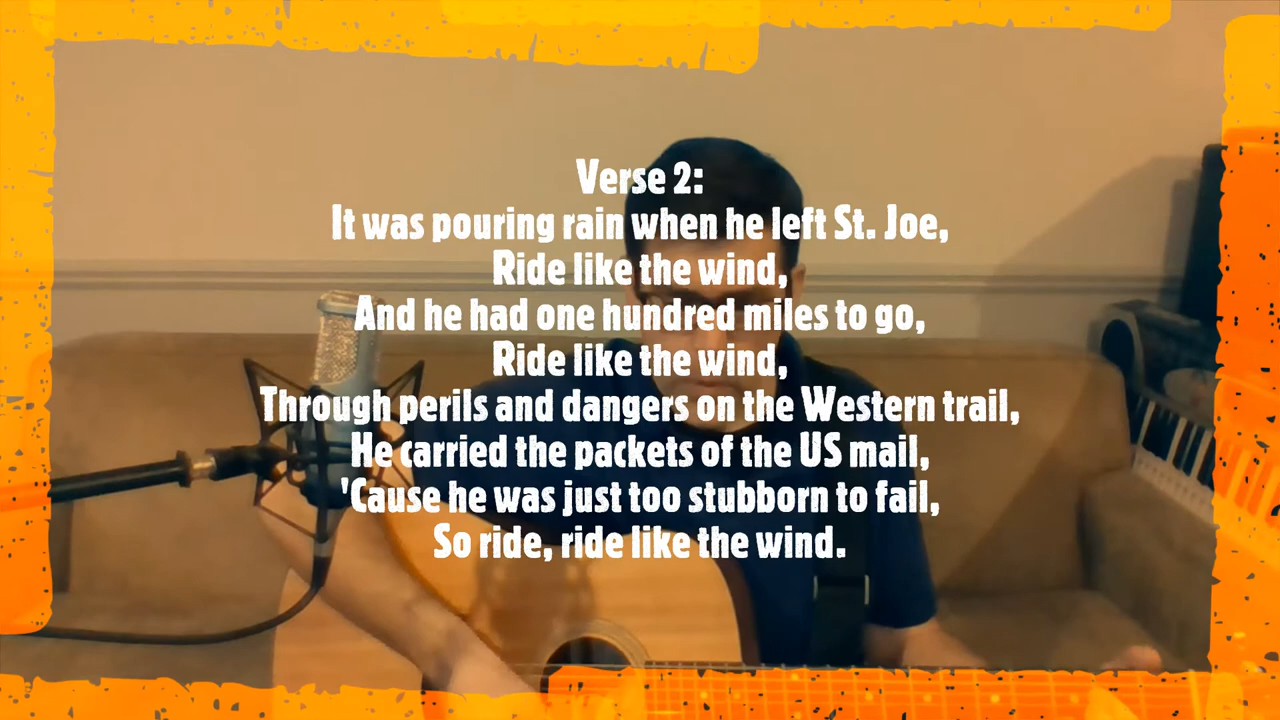 Verse 2:
It was pouring rain when he left St. Joe,
Ride like the wind,
And he had one hundred miles to go,
Ride like the wind,
Through perils and dangers on the Western trail,
He carried the packets of the US mail,
'Cause he was just too stubborn to fail,
So ride, ride like the wind.